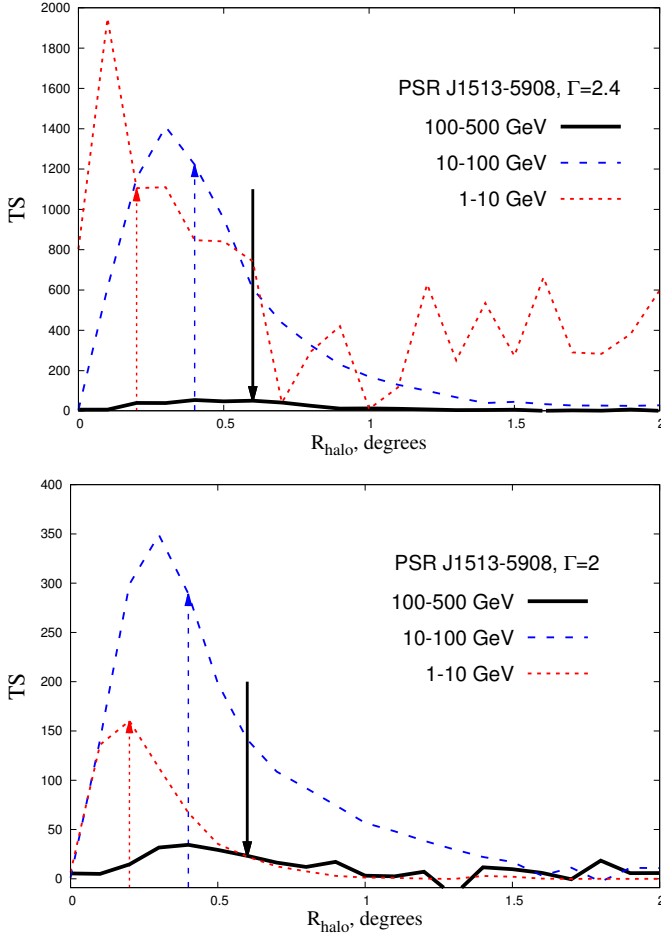 2000
1800
1600
1400
1200
1000
800
600
400
200
0
TS
PSR J1513-5908, Γ=2.4
100-500 GeV
10-100 GeV
1-10 GeV
0 0.5 1 1.5 2
R_halo, degrees
400
350
300
250
200
150
100
50
0
TS
PSR J1513-5908, Γ=2
100-500 GeV
10-100 GeV
1-10 GeV
0 0.5 1 1.5 2
R_halo, degrees